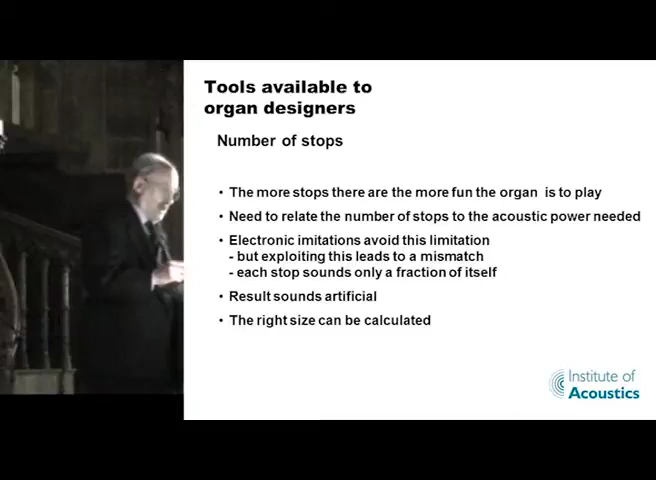 Tools available to
organ designers
Number of stops
• The more stops there are the more fun the organ is to play
• Need to relate the number of stops to the acoustic power needed
• Electronic imitations avoid this limitation
- but exploiting this leads to a mismatch
- each stop sounds only a fraction of itself
• Result sounds artificial
• The right size can be calculated
Institute of
Acoustics